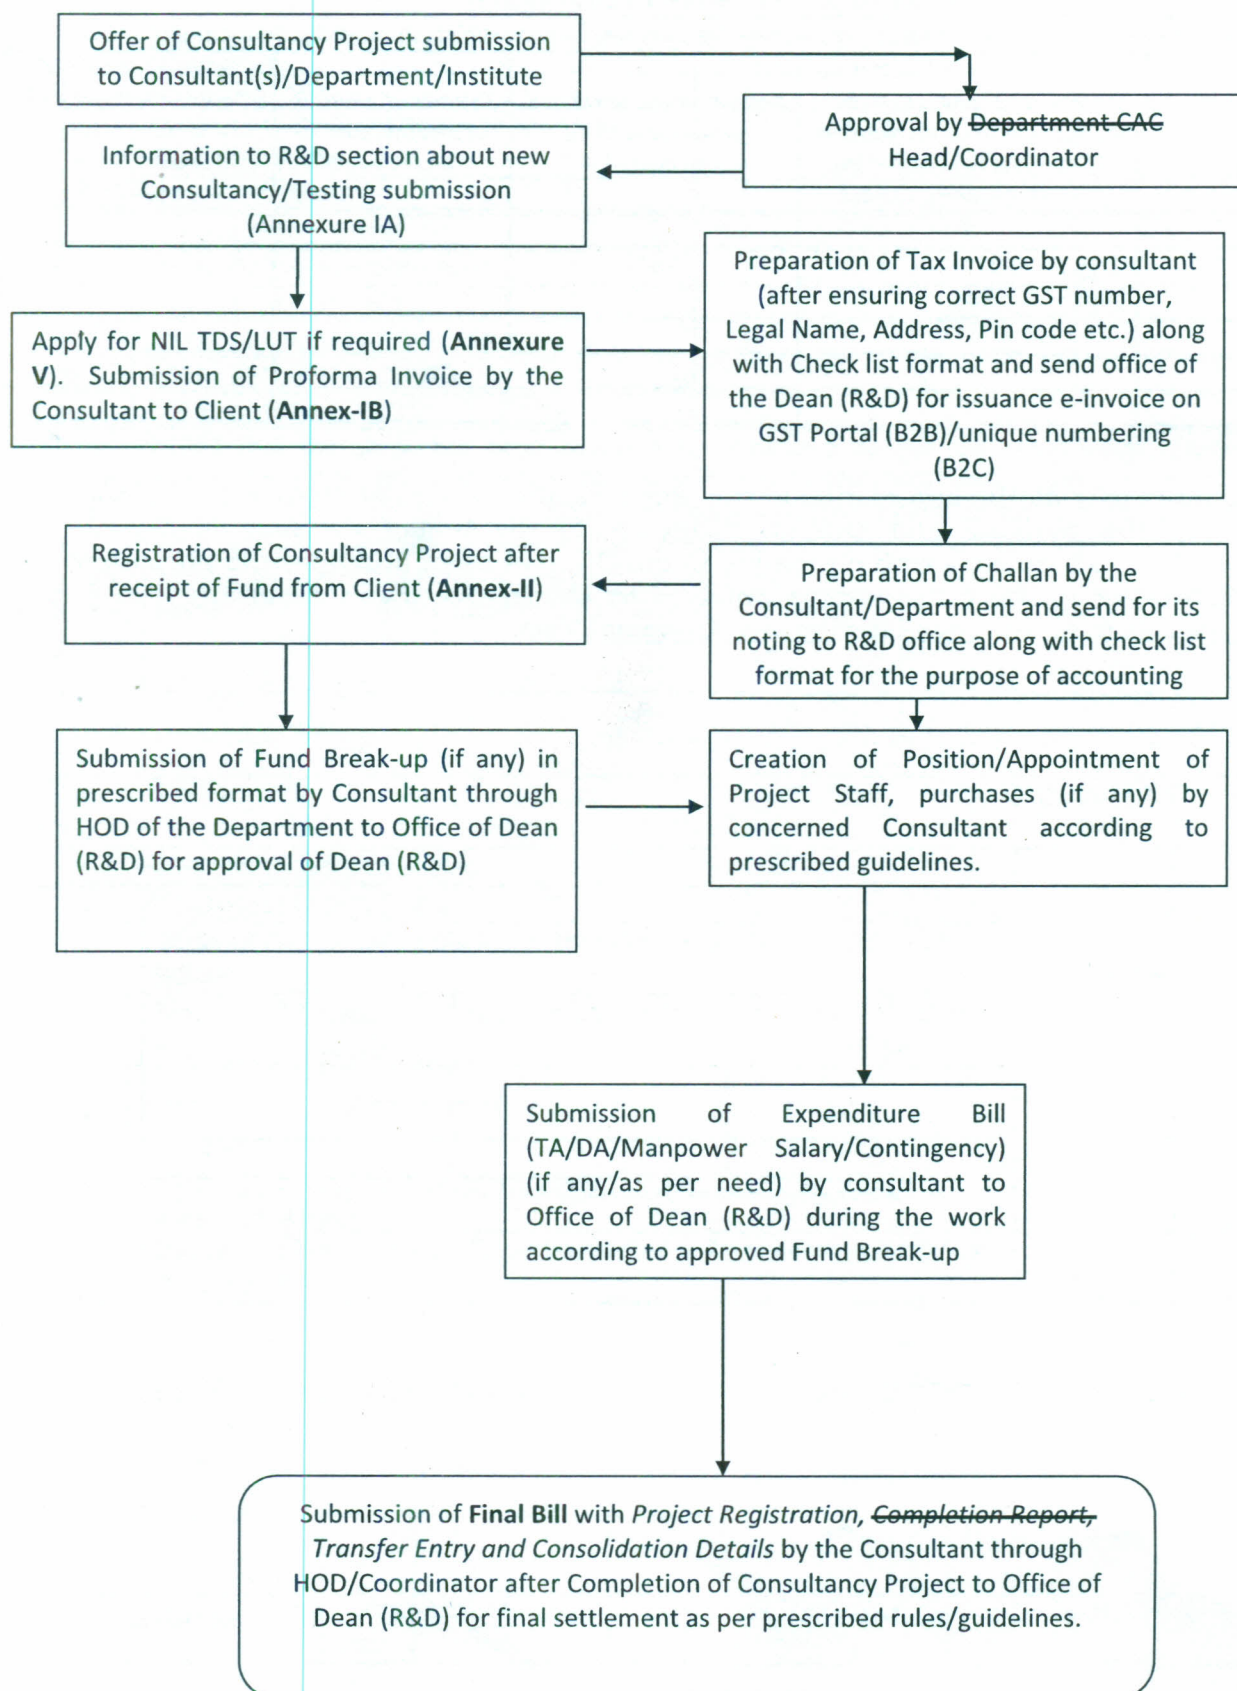 Offer of Consultancy Project submission
to Consultant(s)/Department/Institute
Approval by Department CAC
Head/Coordinator
Information to R&D section about new
Consultancy/Testing submission
(Annexure IA)
Preparation of Tax Invoice by consultant
(after ensuring correct GST number,
Legal Name, Address, Pin code etc.) along
with Check list format and send office of
the Dean (R&D) for issuance e-invoice on
GST Portal (B2B)/unique numbering
(B2C)
Apply for NIL TDS/LUT if required (Annexure
V). Submission of Proforma Invoice by the
Consultant to Client (Annex-IB)
Registration of Consultancy Project after
receipt of Fund from Client (Annex-II)
Preparation of Challan by the
Consultant/Department and send for its
noting to R&D office along with check list
format for the purpose of accounting
Submission of Fund Break-up (if any) in
prescribed format by Consultant through
HOD of the Department to Office of Dean
(R&D) for approval of Dean (R&D)
Creation of Position/Appointment of
Project Staff, purchases (if any) by
concerned Consultant according to
prescribed guidelines.
Submission of Expenditure Bill
(TA/DA/Manpower Salary/Contingency)
(if any/as per need) by consultant to
Office of Dean (R&D) during the work
according to approved Fund Break-up
Submission of Final Bill with Project Registration, Completion Report,
Transfer Entry and Consolidation Details by the Consultant through
HOD/Coordinator after Completion of Consultancy Project to Office of
Dean (R&D) for final settlement as per prescribed rules/guidelines.